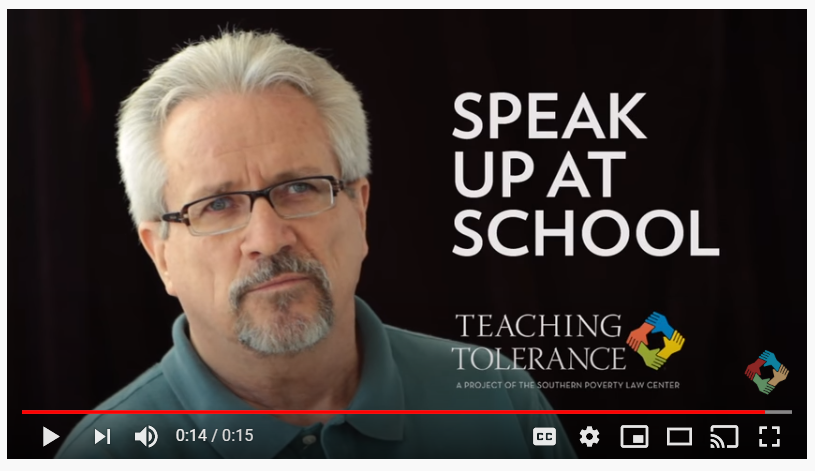 SPEAK
UP AT
SCHOOL
TEACHING
TOLERANCE
A PROJECT OF THE SOUTHERN POVERTY LAW CENTER
0:14 / 0:15
CC